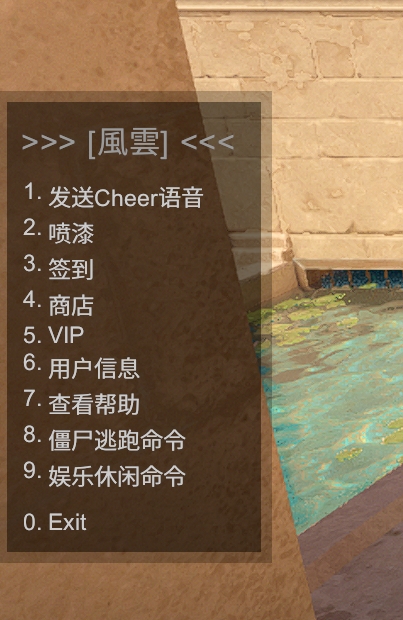 >>> [風雲] <<<
1. 发送Cheer语音
2. 喷漆
3. 签到
4. 商店
5. VIP
6. 用户信息
7. 查看帮助
8. 僵尸逃跑命令
9. 娱乐休闲命令
0. Exit